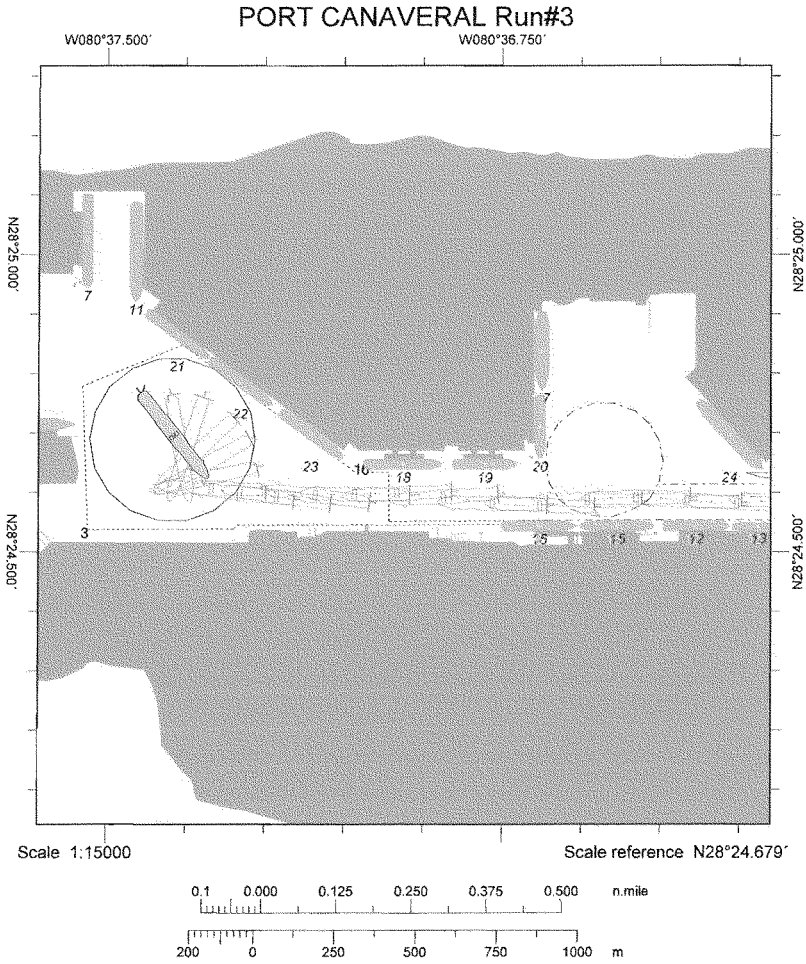 PORT CANAVERAL Run#3
W080°37.500´ W080°36.750´
N28°25.000´ N28°25.000´
7
11
21
7
22
23
16
18
19
20
24
3
16
15
12
13
N28°24.500´ N28°24.500´
Scale 1:15000
Scale reference N28°24.679´
0.1 0.000 0.125 0.250 0.375 0.500 n.mile
200 0 250 500 750 1000 m